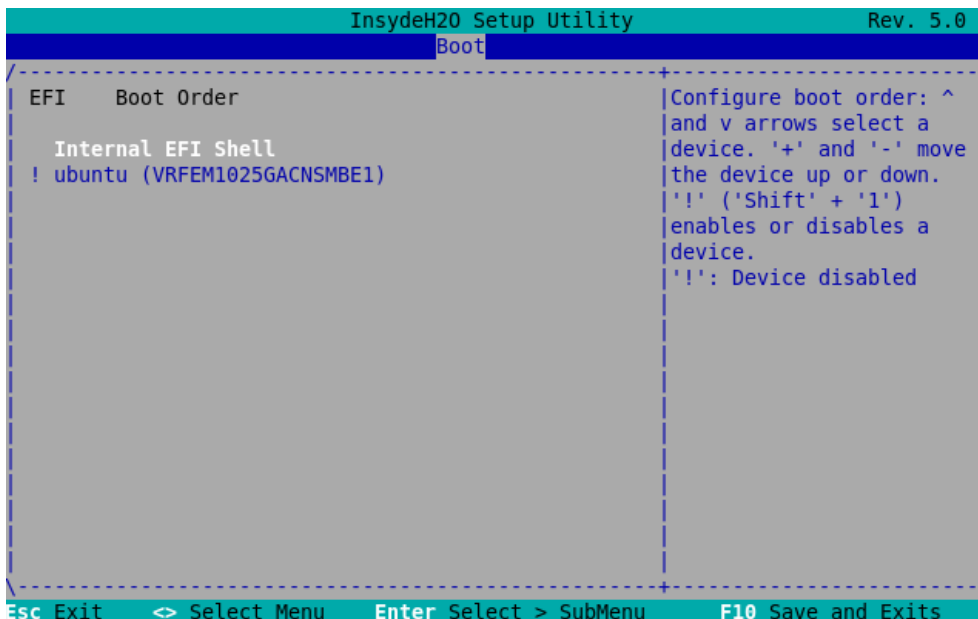 InsydeH2O Setup Utility Rev. 5.0
Boot
EFI Boot Order
Internal EFI Shell
! ubuntu (VRFEM1025GACNSMBE1)
Configure boot order: ^
and v arrows select a
device. '+' and '-' move
the device up or down.
'!' ('Shift' + '1')
enables or disables a
device.
'!': Device disabled
Esc Exit <> Select Menu Enter Select > SubMenu F10 Save and Exits